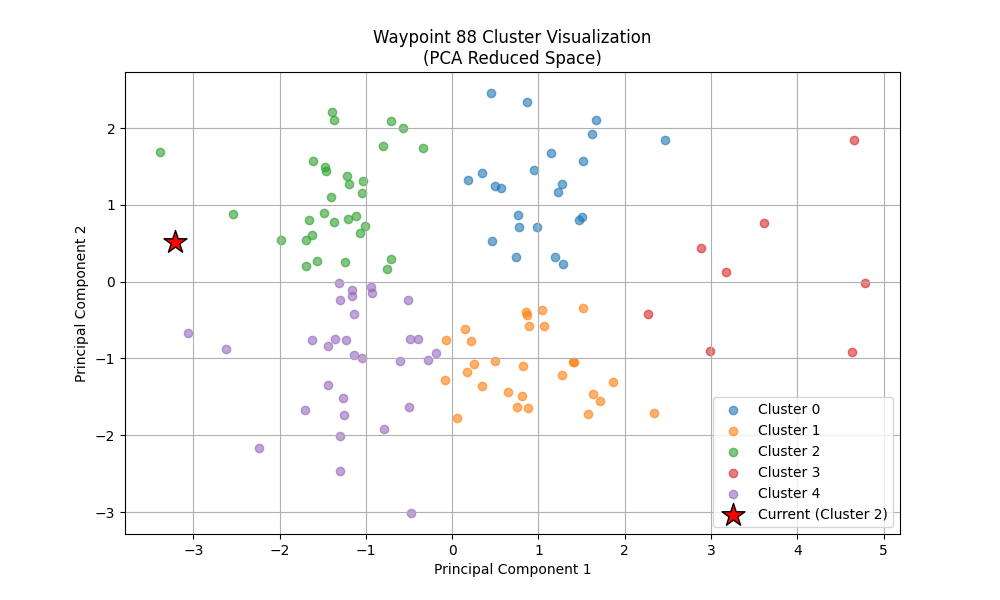 Waypoint 88 Cluster Visualization
(PCA Reduced Space)
Principal Component 2
2
1
0
−1
−2
−3
−3
−2
−1
0
1
2
3
4
5
Principal Component 1
Cluster 0
Cluster 1
Cluster 2
Cluster 3
Cluster 4
Current (Cluster 2)